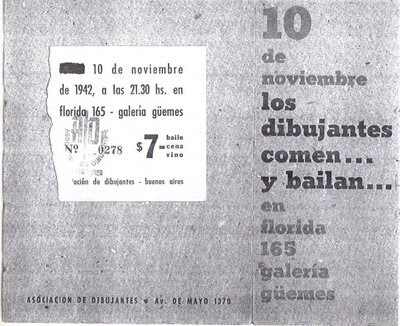 10 de noviembre
de 1942, a las 21.30 hs. en
florida 165 - galería güemes
$7.- baile
cena
vino
Nº 0278
ación de dibujantes - buenos aires
10
de
noviembre
los
dibujantes
comen...
y bailan...
en
florida
165
galería
güemes
ASOCIACION DE DIBUJANTES • Av. DE MAYO 1370